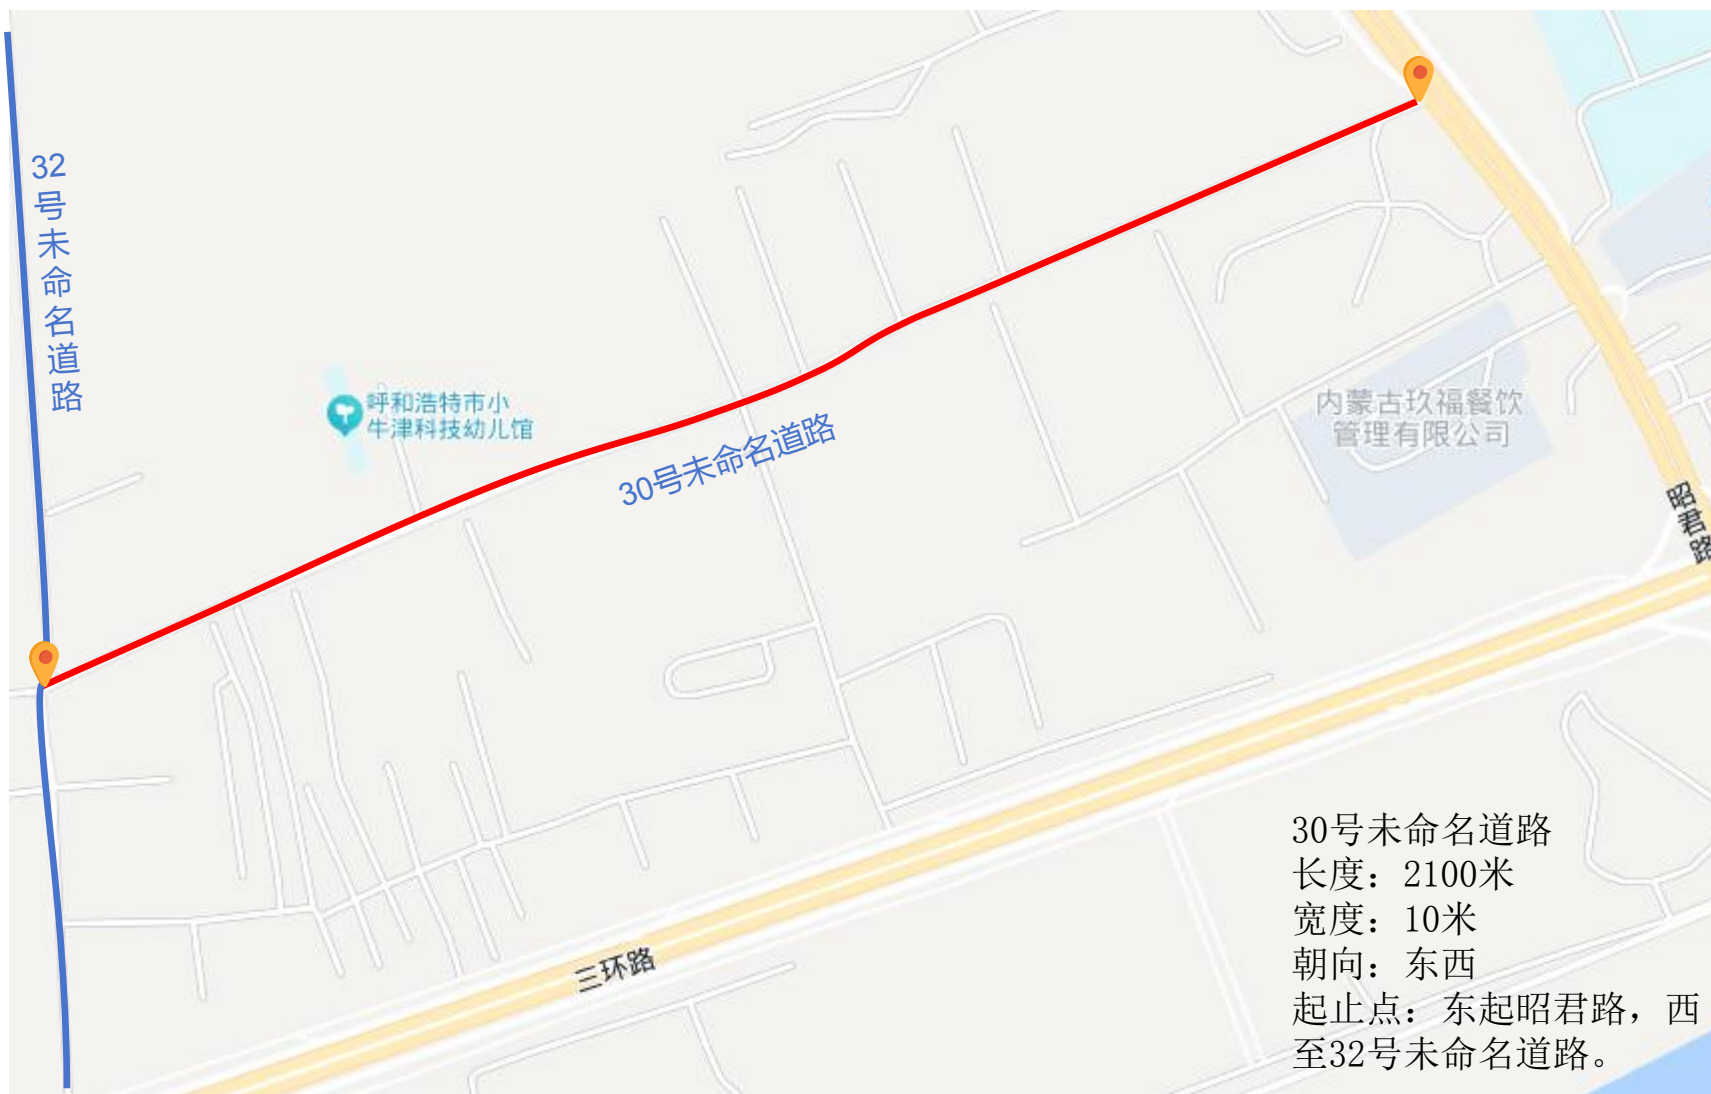 32号未命名道路
呼和浩特市小
牛津科技幼儿馆
30号未命名道路
内蒙古玖福餐饮
管理有限公司
昭君路
三环路
30号未命名道路
长度：2100米
宽度：10米
朝向：东西
起止点：东起昭君路，西
至32号未命名道路。